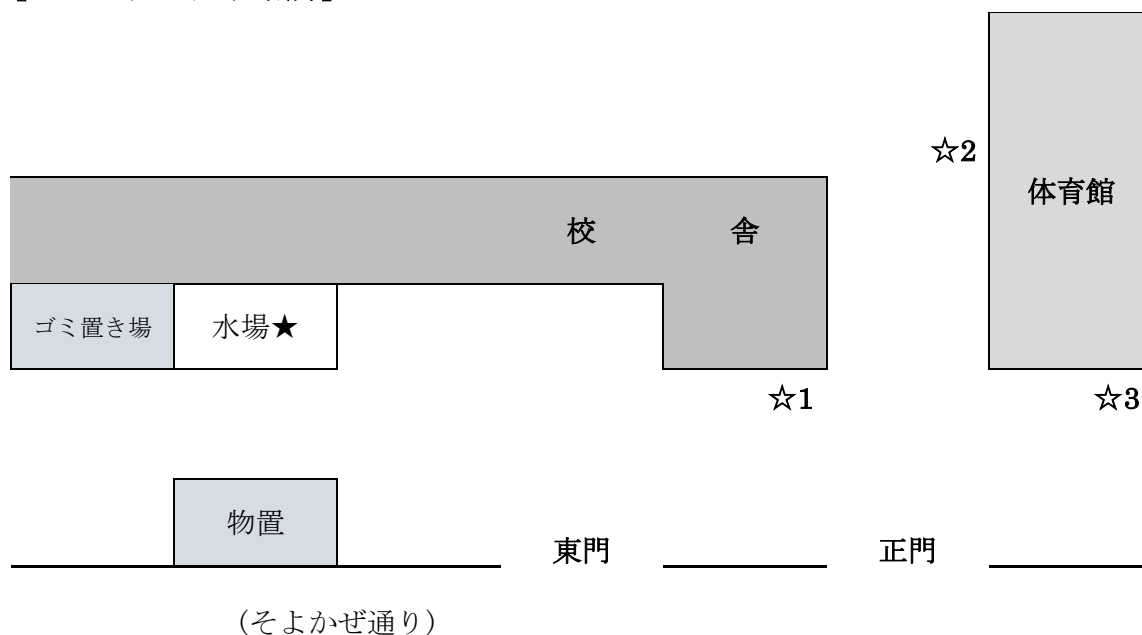 ☆2
体育館
校 舎
ゴミ置き場 水場★
☆1 ☆3
物置
東門 正門
（そよかぜ通り）